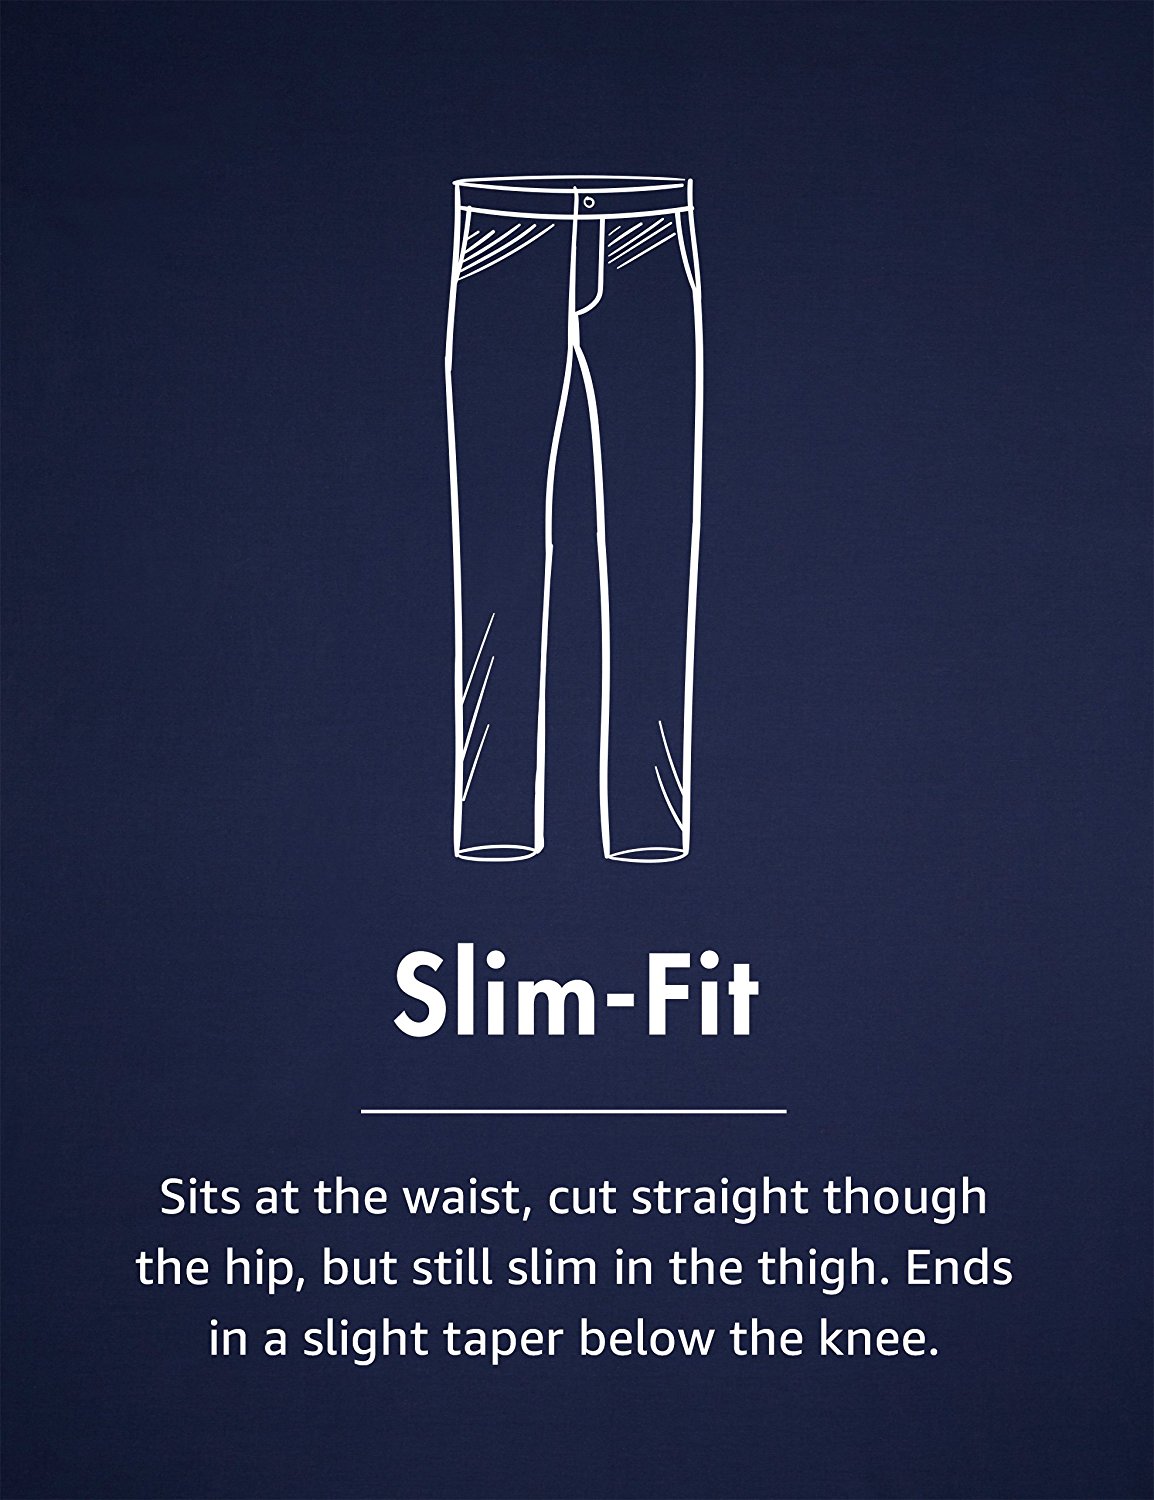 Slim-Fit
Sits at the waist, cut straight though
the hip, but still slim in the thigh. Ends
in a slight taper below the knee.